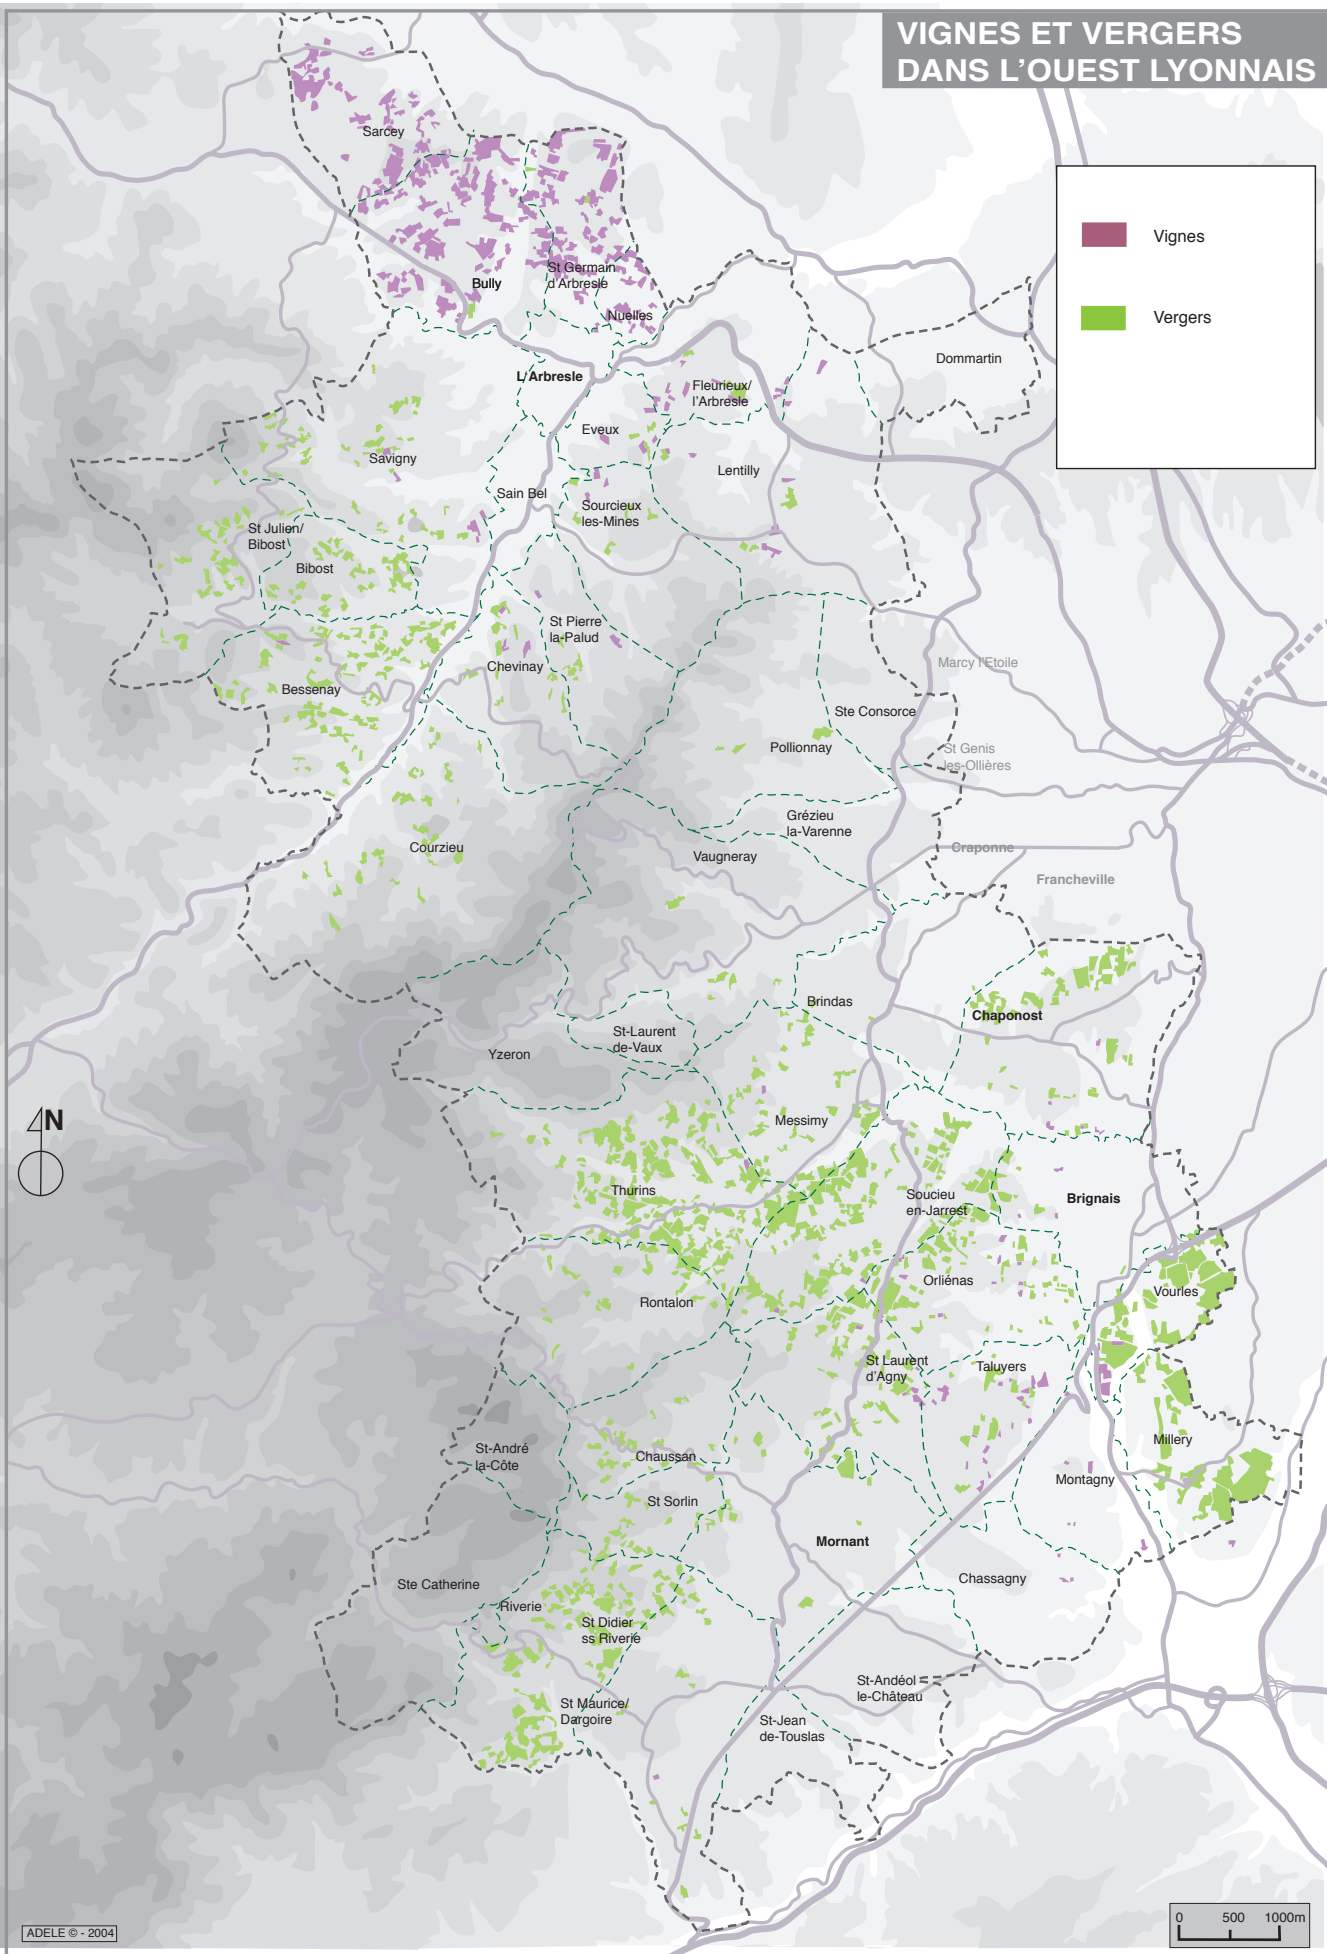 VIGNES ET VERGERS
DANS L'OUEST LYONNAIS
Vignes
Vergers
Sarcey
Bully
St Germain
d'Arbresle
Nuelles
L'Arbresle
Dommartin
Fleurieux/
l'Arbresle
Eveux
Savigny
Lentilly
Sain Bel
Sourcieux
les-Mines
St Julien/
Bibost
Bibost
St Pierre
la-Palud
Chevinay
Marcy l'Etoile
Bessenay
Ste Consorce
Pollionnay
St Genis
les-Ollières
Grézieu
la-Varenne
Courzieu
Vaugneray
Craponne
Francheville
Brindas
Chaponost
St-Laurent
de-Vaux
Yzeron
N
Messimy
Thurins
Soucieu
en-Jarrest
Brignais
Orliénas
Vourles
Rontalon
St Laurent
d'Agny
Taluyers
Millery
St-André
la-Côte
Chaussan
Montagny
St Sorlin
Mornant
Ste Catherine
Chassagny
Riverie
St Didier
ss Riverie
St-Andéol
le-Château
St Maurice/
Dargoire
St-Jean
de-Touslas
0 500 1000m
ADELE © - 2004